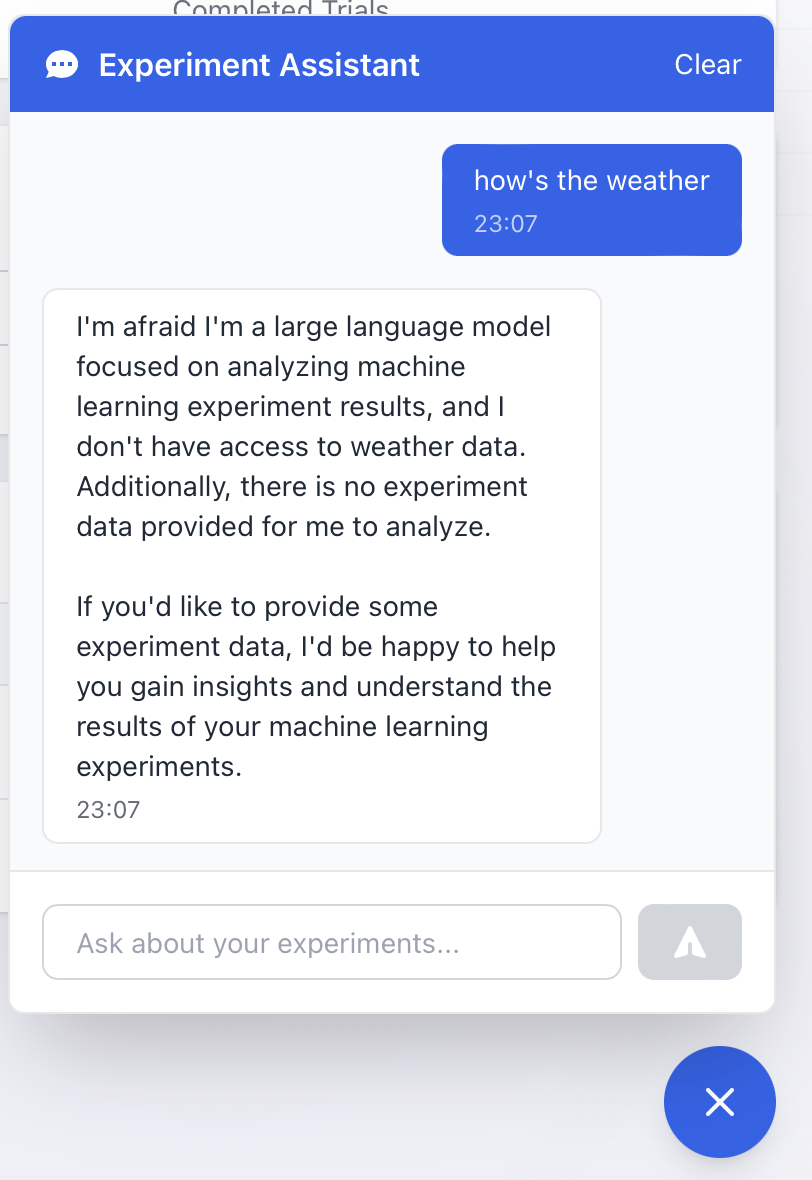 Completed Trials
Experiment Assistant
Clear
how's the weather
23:07
I'm afraid I'm a large language model
focused on analyzing machine
learning experiment results, and I
don't have access to weather data.
Additionally, there is no experiment
data provided for me to analyze.
If you'd like to provide some
experiment data, I'd be happy to help
you gain insights and understand the
results of your machine learning
experiments.
23:07
Ask about your experiments...